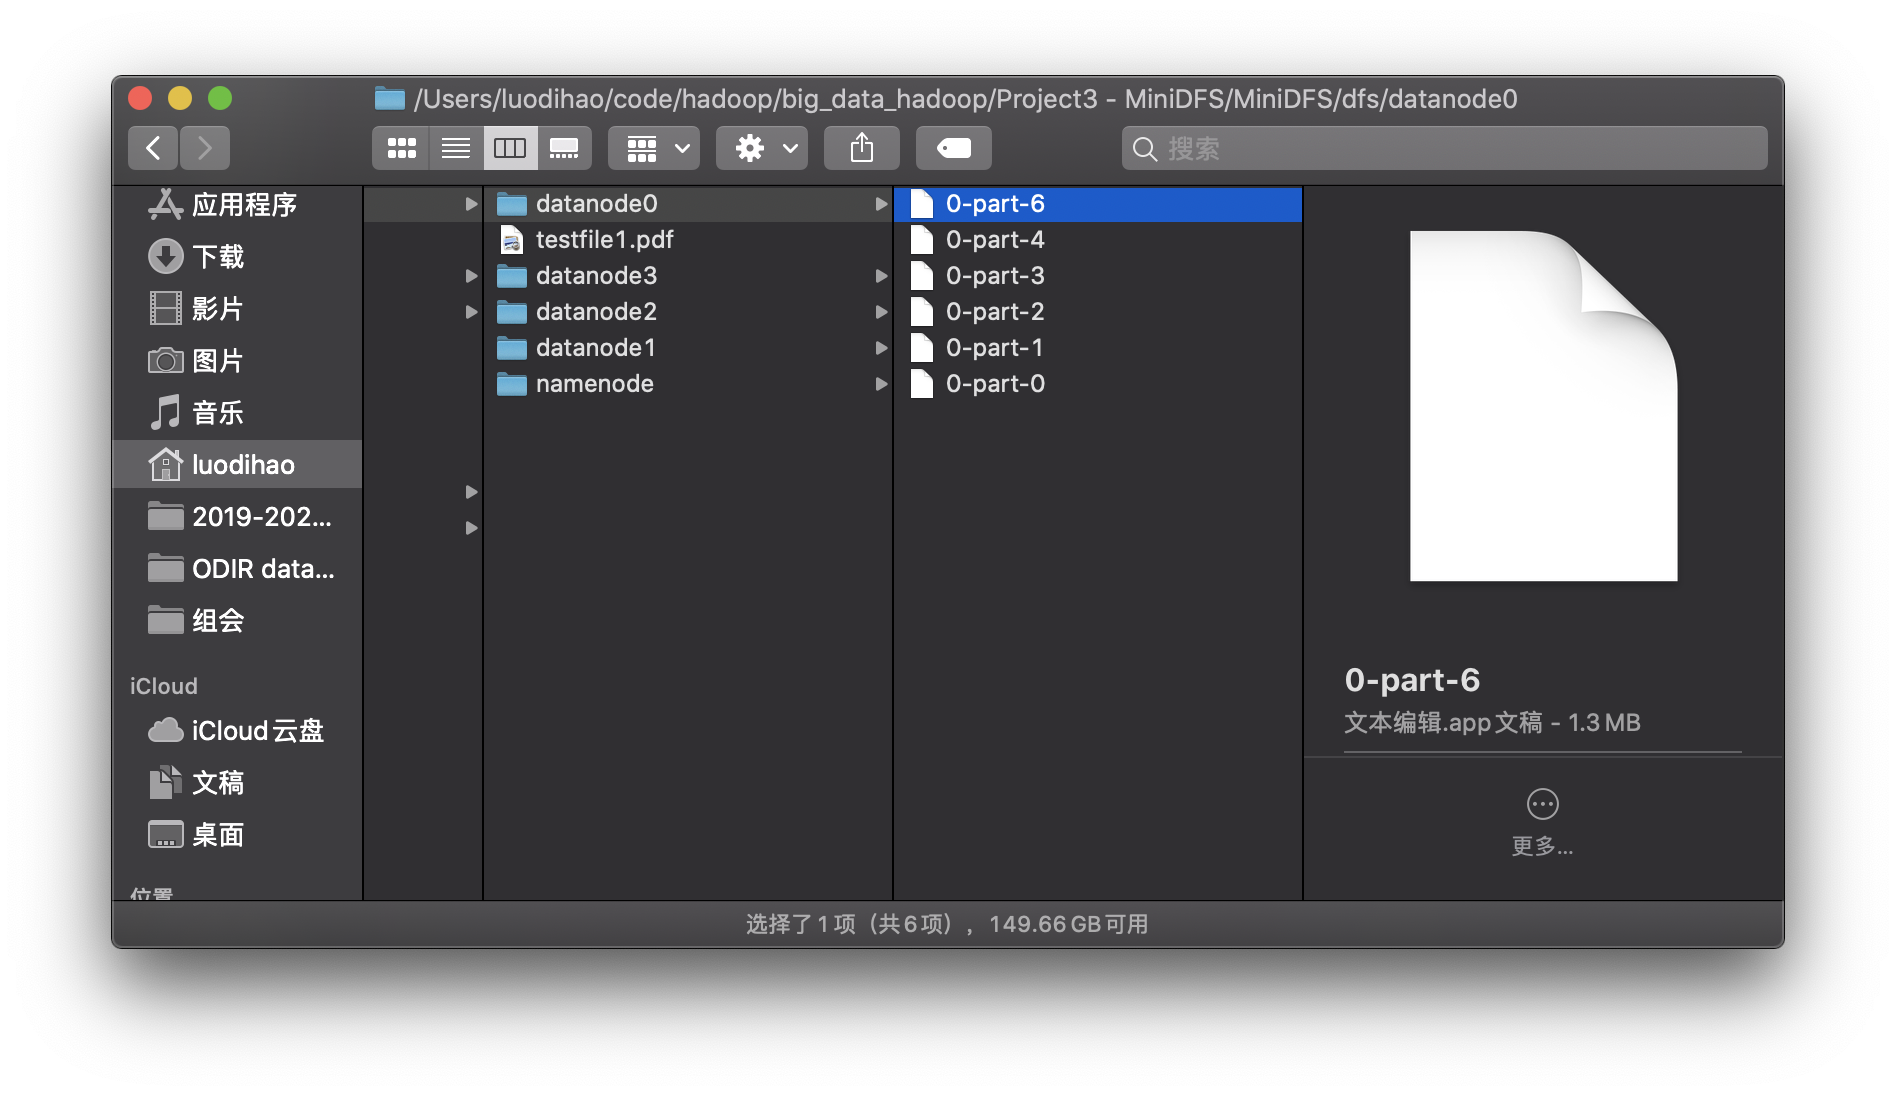 /Users/luodihao/code/hadoop/big_data_hadoop/Project3 - MiniDFS/MiniDFS/dfs/datanode0
搜索
应用程序
下载
影片
图片
音乐
luodihao
2019-202...
ODIR data...
组会
iCloud
iCloud云盘
文稿
桌面
位置
datanode0
testfile1.pdf
datanode3
datanode2
datanode1
namenode
0-part-6
0-part-4
0-part-3
0-part-2
0-part-1
0-part-0
0-part-6
文本编辑.app文稿 - 1.3 MB
更多...
选择了1项（共6项），149.66 GB可用